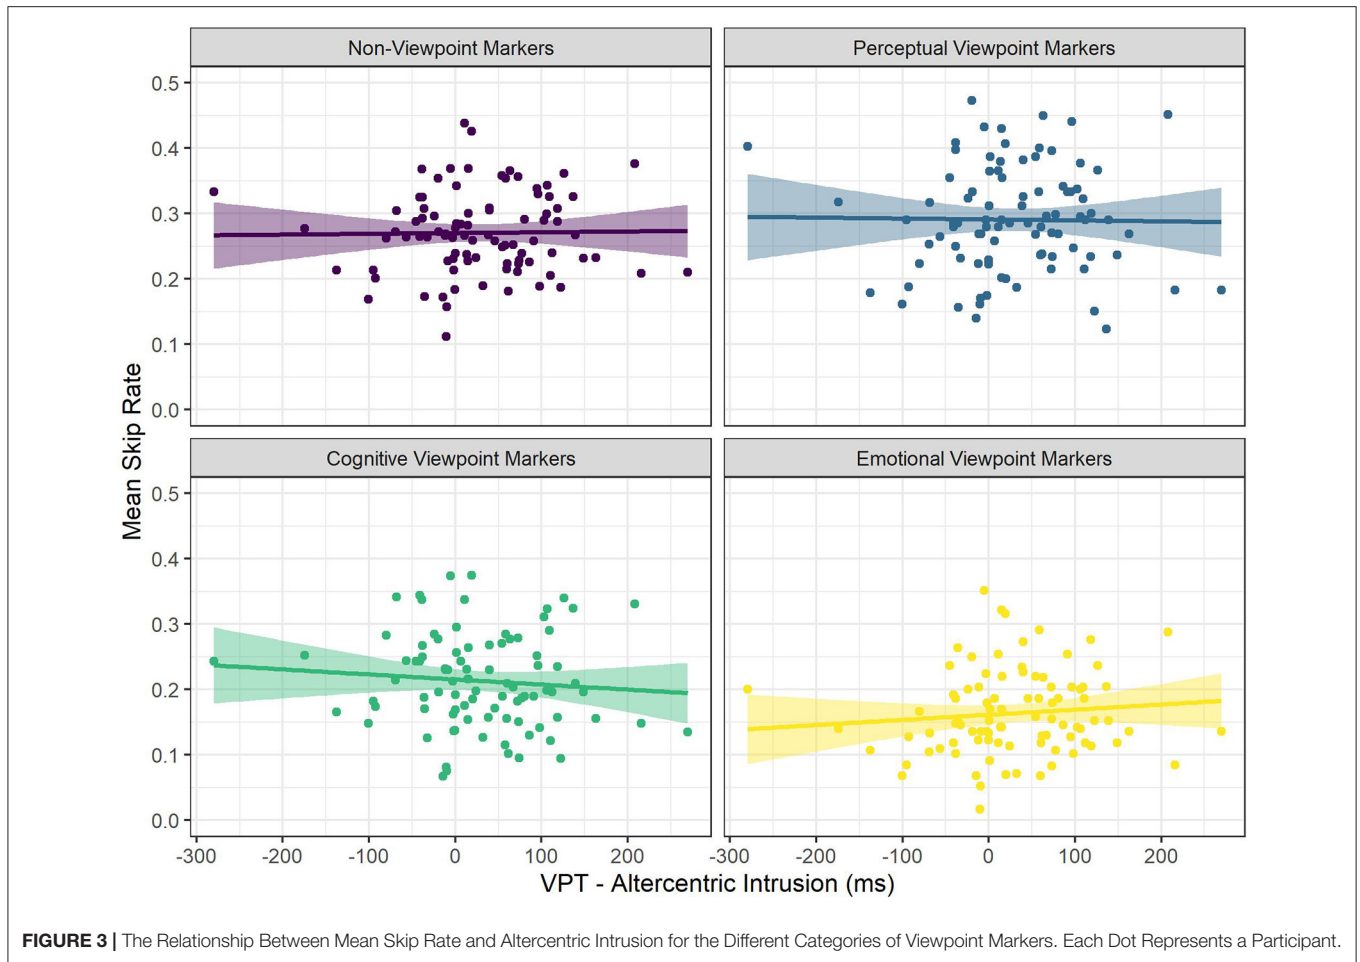 Non-Viewpoint Markers
Perceptual Viewpoint Markers
0.5
0.4
0.3
0.2
0.1
0.0
Mean Skip Rate
Cognitive Viewpoint Markers
Emotional Viewpoint Markers
0.5
0.4
0.3
0.2
0.1
0.0
-300 -200 -100 0 100 200 -300 -200 -100 0 100 200
VPT - Altercentric Intrusion (ms)
FIGURE 3 | The Relationship Between Mean Skip Rate and Altercentric Intrusion for the Different Categories of Viewpoint Markers. Each Dot Represents a Participant.